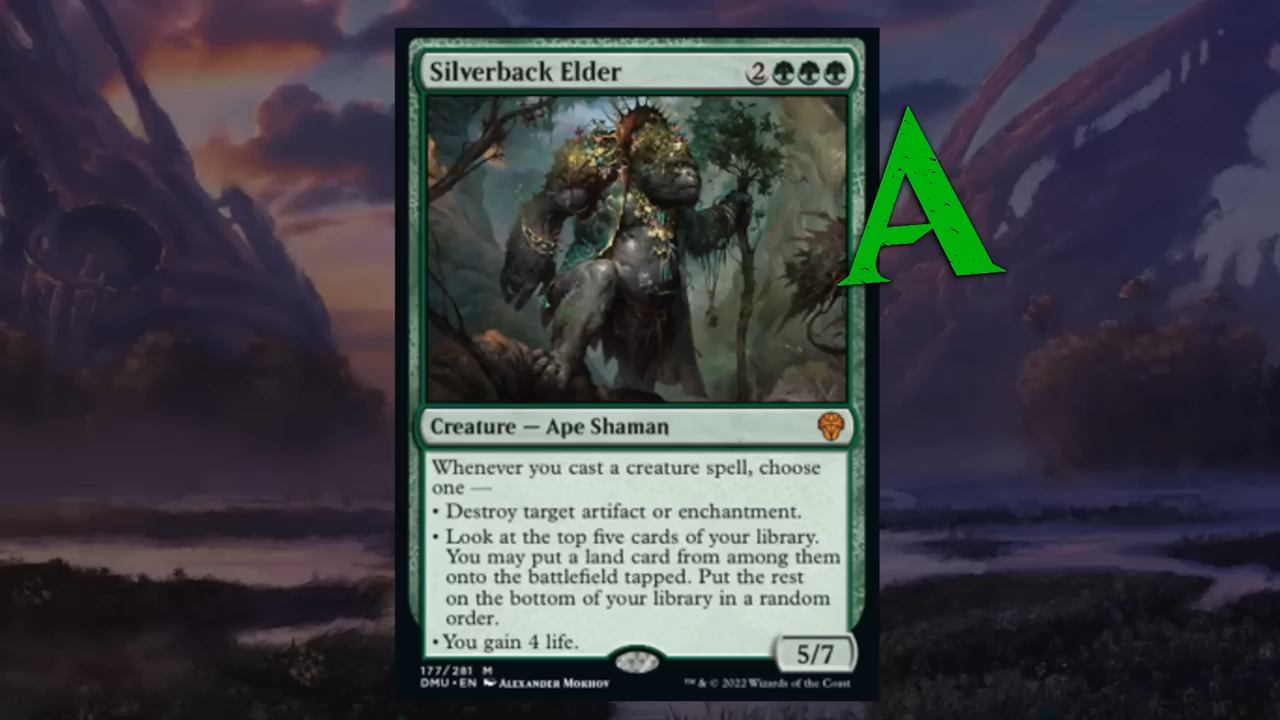 Silverback Elder 2
A
Creature — Ape Shaman
Whenever you cast a creature spell, choose
one —
• Destroy target artifact or enchantment.
• Look at the top five cards of your library.
You may put a land card from among them
onto the battlefield tapped. Put the rest
on the bottom of your library in a random
order.
• You gain 4 life.
5/7
177/281 M
DMU • EN Alexander Mokhov
™ & © 2022 Wizards of the Coast